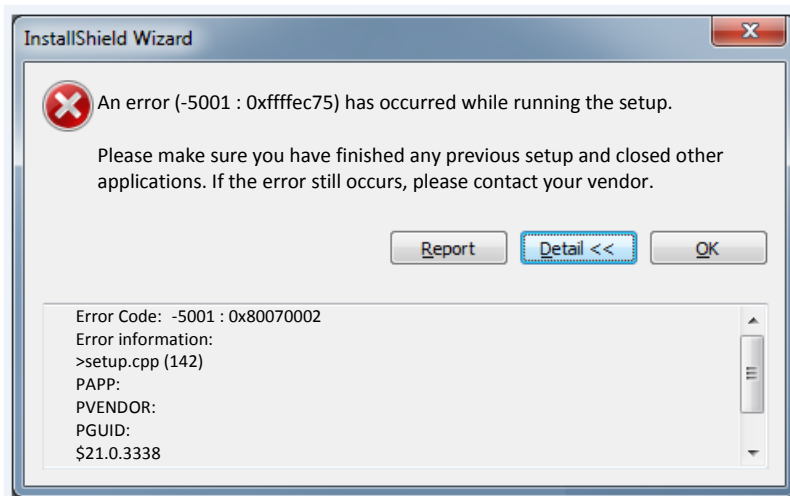 InstallShield Wizard
An error (-5001 : 0xffffec75) has occurred while running the setup.
Please make sure you have finished any previous setup and closed other
applications. If the error still occurs, please contact your vendor.
Report Detail << OK
Error Code: -5001 : 0x80070002
Error information:
>setup.cpp (142)
PAPP:
PVENDOR:
PGUID:
$21.0.3338